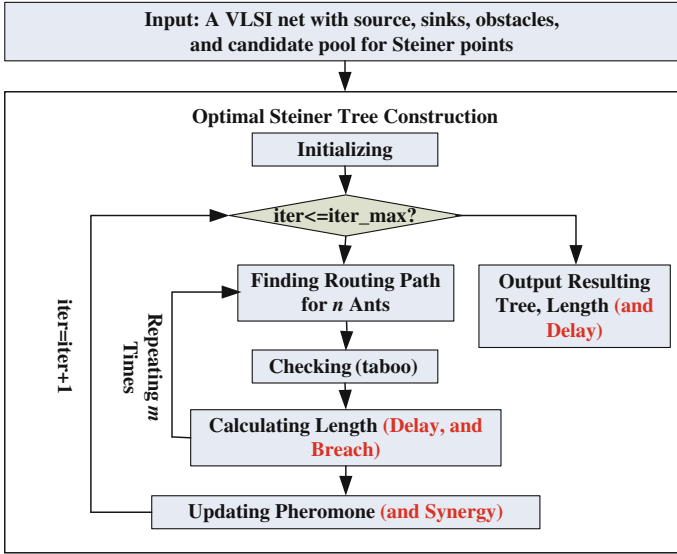 Input: A VLSI net with source, sinks, obstacles,
and candidate pool for Steiner points
Optimal Steiner Tree Construction
Initializing
iter<=iter_max?
Finding Routing Path
for n Ants
Output Resulting
Tree, Length (and
Delay)
Checking (taboo)
Calculating Length (Delay, and
Breach)
Updating Pheromone (and Synergy)
Repeating m
Times
iter=iter+1